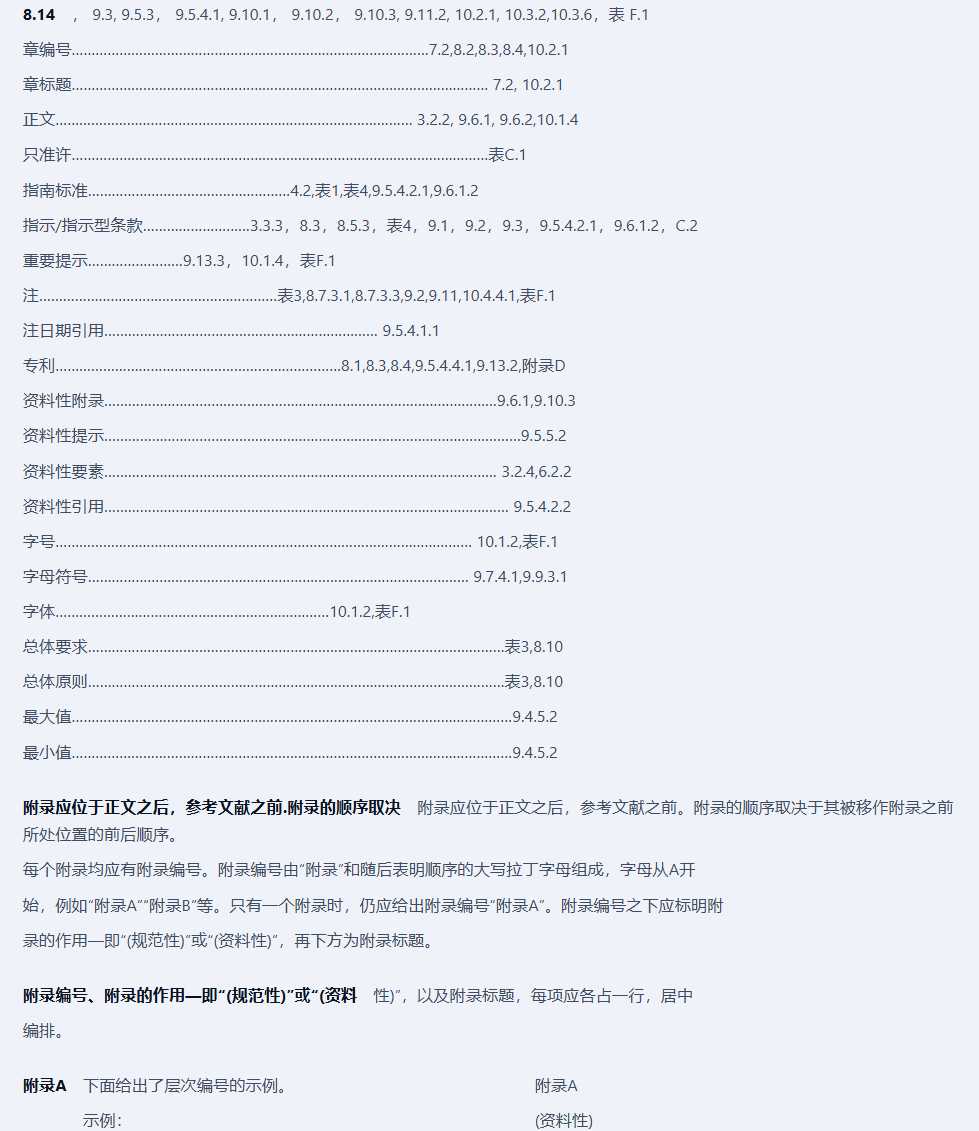 8.14 ， 9.3, 9.5.3， 9.5.4.1, 9.10.1， 9.10.2， 9.10.3, 9.11.2, 10.2.1, 10.3.2,10.3.6，表 F.1
章编号........................................................................................7.2,8.2,8.3,8.4,10.2.1
章标题....................................................................................................... 7.2, 10.2.1
正文........................................................................................ 3.2.2, 9.6.1, 9.6.2,10.1.4
只准许.......................................................................................................表C.1
指南标准..................................................4.2,表1,表4,9.5.4.2.1,9.6.1.2
指示/指示型条款..........................3.3.3，8.3，8.5.3，表4，9.1，9.2，9.3，9.5.4.2.1，9.6.1.2，C.2
重要提示.......................9.13.3，10.1.4，表F.1
注...........................................................表3,8.7.3.1,8.7.3.3,9.2,9.11,10.4.4.1,表F.1
注日期引用.................................................................... 9.5.4.1.1
专利.......................................................................8.1,8.3,8.4,9.5.4.4.1,9.13.2,附录D
资料性附录.................................................................................................9.6.1,9.10.3
资料性提示.......................................................................................................9.5.5.2
资料性要素................................................................................................. 3.2.4,6.2.2
资料性引用.................................................................................................... 9.5.4.2.2
字号....................................................................................................... 10.1.2,表F.1
字母符号.............................................................................................. 9.7.4.1,9.9.3.1
字体....................................................................10.1.2,表F.1
总体要求.......................................................................................................表3,8.10
总体原则.......................................................................................................表3,8.10
最大值.............................................................................................................9.4.5.2
最小值.............................................................................................................9.4.5.2
附录应位于正文之后，参考文献之前.附录的顺序取决 附录应位于正文之后，参考文献之前。附录的顺序取决于其被移作附录之前
所处位置的前后顺序。
每个附录均应有附录编号。附录编号由“附录”和随后表明顺序的大写拉丁字母组成，字母从A开
始，例如“附录A”“附录B”等。只有一个附录时，仍应给出附录编号“附录A”。附录编号之下应标明附
录的作用—即“(规范性)”或“(资料性)”，再下方为附录标题。
附录编号、附录的作用—即“(规范性)”或“(资料 性)”，以及附录标题，每项应各占一行，居中
编排。
附录A 下面给出了层次编号的示例。 附录A
示例： (资料性)